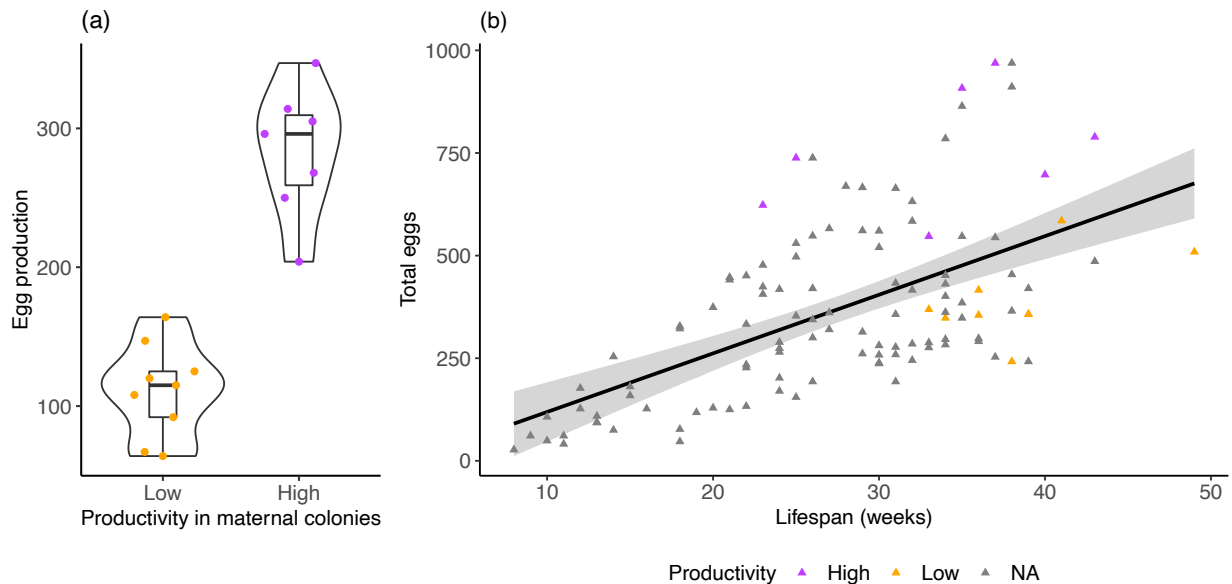 (a)
300
200
100
Egg production
Low High
Productivity in maternal colonies
(b)
1000
750
500
250
0
Total eggs
10 20 30 40 50
Lifespan (weeks)
Productivity High Low NA